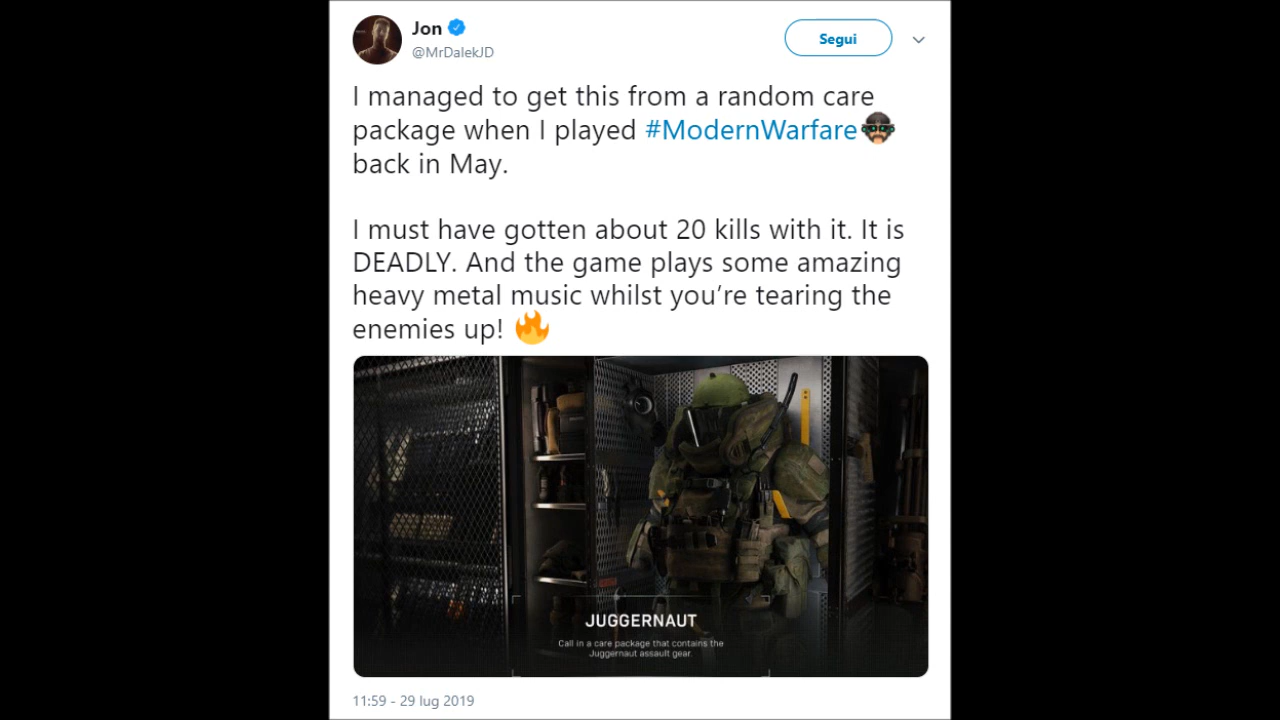 Jon
@MrDalekJD
Segui
I managed to get this from a random care
package when I played #ModernWarfare
back in May.
I must have gotten about 20 kills with it. It is
DEADLY. And the game plays some amazing
heavy metal music whilst you’re tearing the
enemies up!
JUGGERNAUT
Call in a care package that contains the
Juggernaut assault gear.
11:59 - 29 lug 2019